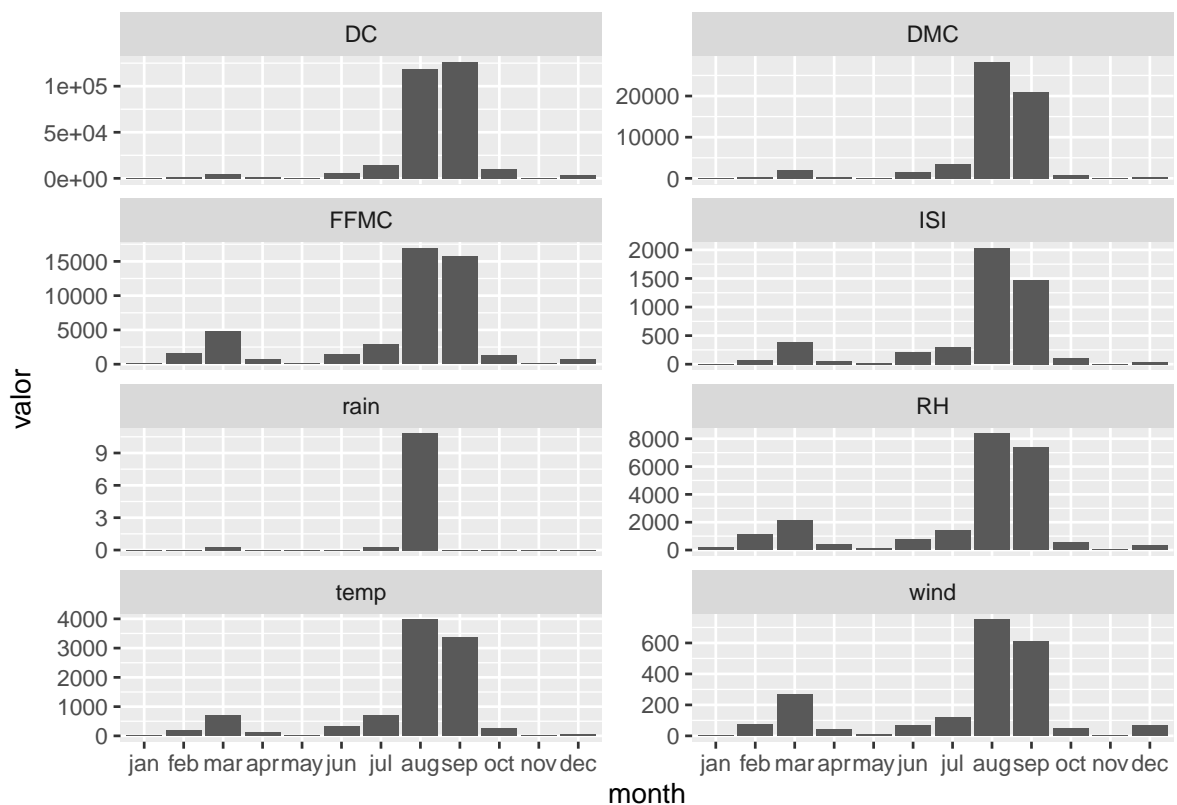 DC
DMC
1e+05
5e+04
0e+00
20000
10000
0
FFMC
ISI
15000
10000
5000
0
2000
1500
1000
500
0
rain
RH
9
6
3
0
8000
6000
4000
2000
0
temp
wind
4000
3000
2000
1000
0
600
400
200
0
jan feb mar apr may jun jul aug sep oct nov dec
jan feb mar apr may jun jul aug sep oct nov dec
month
valor